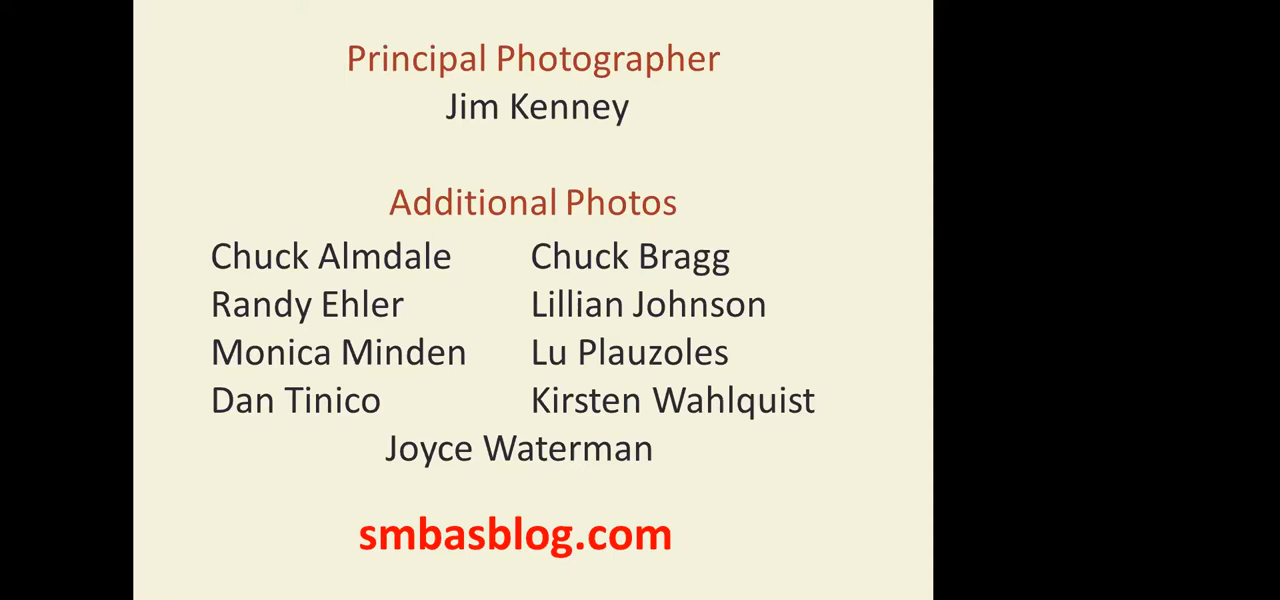 Principal Photographer
Jim Kenney
Additional Photos
Chuck Almdale Chuck Bragg
Randy Ehler Lillian Johnson
Monica Minden Lu Plauzoles
Dan Tinico Kirsten Wahlquist
Joyce Waterman
smbasblog.com